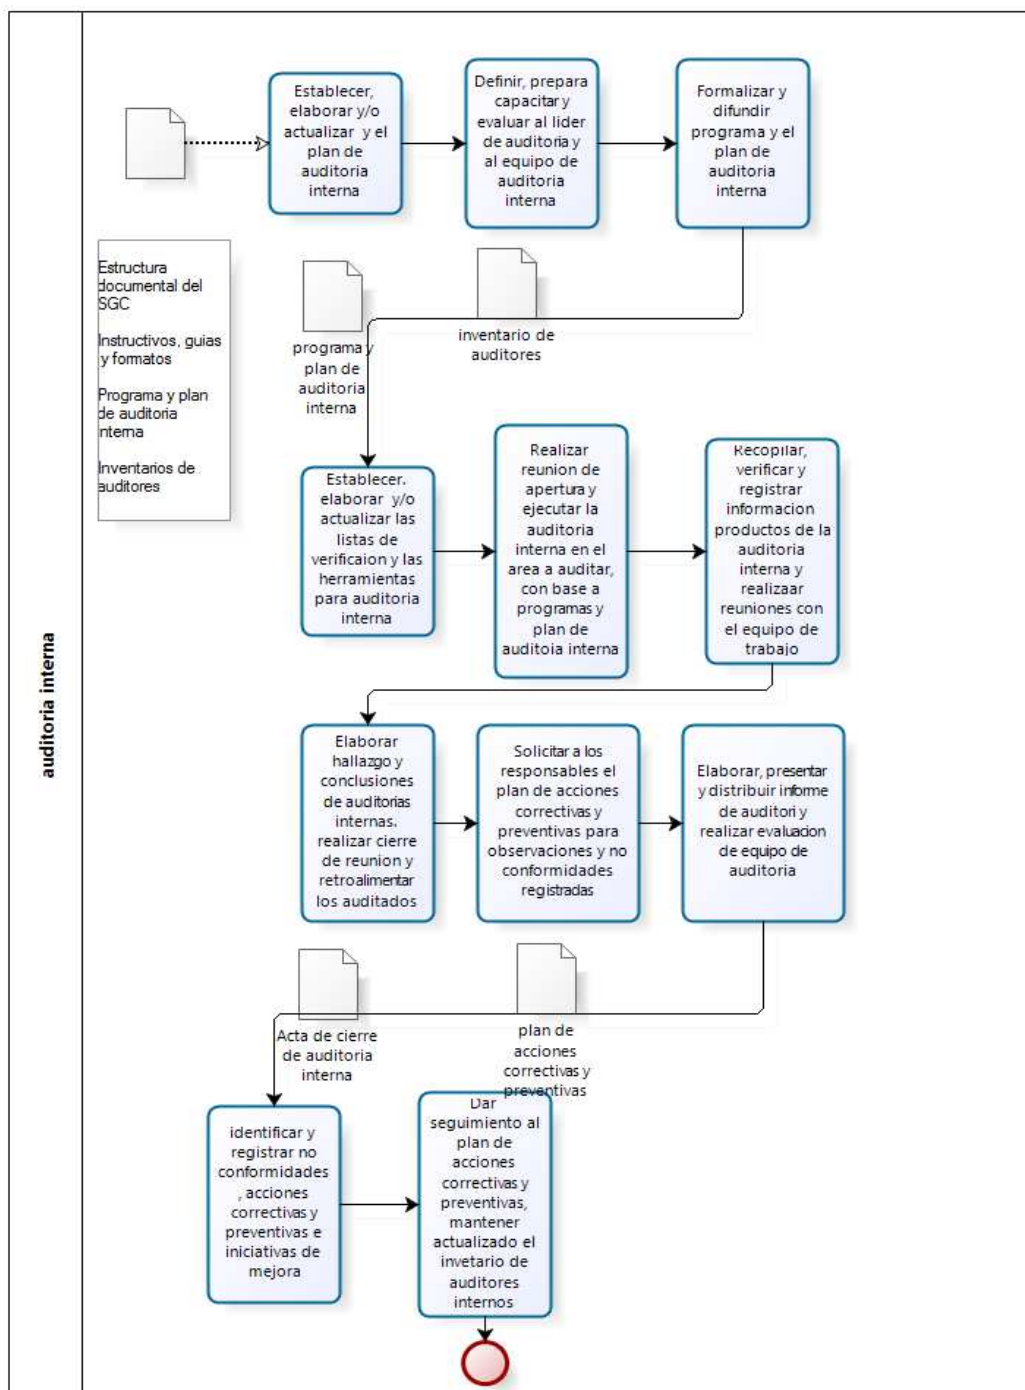 auditoria interna
Establecer,
elaborar y/o
actualizar y el
plan de
auditoria
interna
Definir, prepara
capacitar y
evaluar al lider
de auditoria y
al equipo de
auditoria
interna
Formalizar y
difundir
programa y el
plan de
auditoria
interna
Estructura
documental del
SGC
Instructivos, guias
y formatos
Programa y plan
de auditoria
interna
Inventarios de
auditores
programa y
plan de
auditoria
interna
inventario de
auditores
Establecer.
elaborar y/o
actualizar las
listas de
verificaion y las
herramientas
para auditoria
interna
Realizar
reunion de
apertura y
ejecutar la
auditoria
interna en el
area a auditar,
con base a
programas y
plan de
auditoia interna
Recopilar,
verificar y
registrar
informacion
productos de la
auditoria
interna y
realizaar
reuniones con
el equipo de
trabajo
Elaborar
hallazgo y
conclusiones
de auditorias
internas.
realizar cierre
de reunion y
retroalimentar
los auditados
Solicitar a los
responsables el
plan de acciones
correctivas y
preventivas para
observaciones y no
conformidades
registradas
Elaborar, presentar
y distribuir informe
de auditori y
realizar evaluacion
de equipo de
auditoria
Acta de cierre
de auditoria
interna
plan de
acciones
correctivas y
preventivas
identificar y
registrar no
conformidades
, acciones
correctivas y
preventivas e
iniciativas de
mejora
Dar
seguimiento al
plan de
acciones
correctivas y
preventivas,
mantener
actualizado el
invetario de
auditores
internos